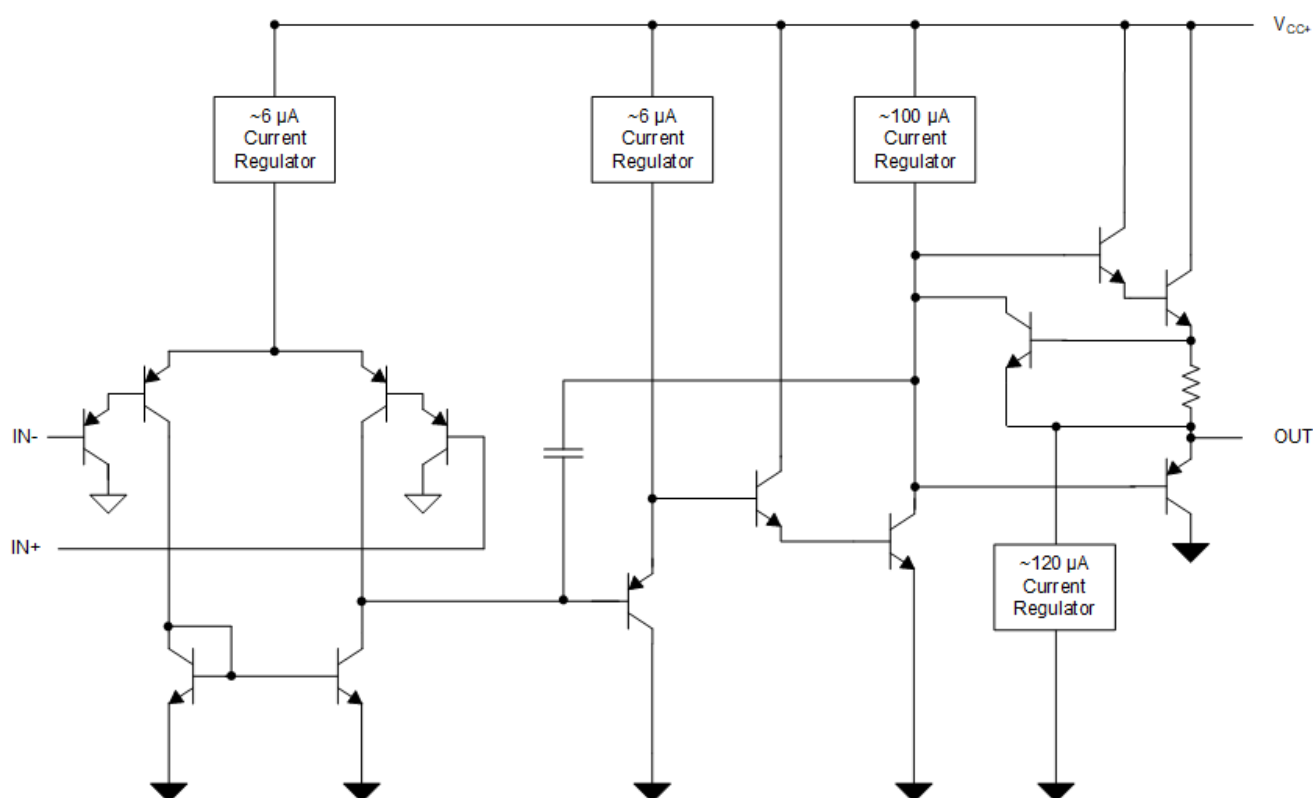 V_CC+
~6 µA
Current
Regulator
~6 µA
Current
Regulator
~100 µA
Current
Regulator
IN-
OUT
IN+
~120 µA
Current
Regulator